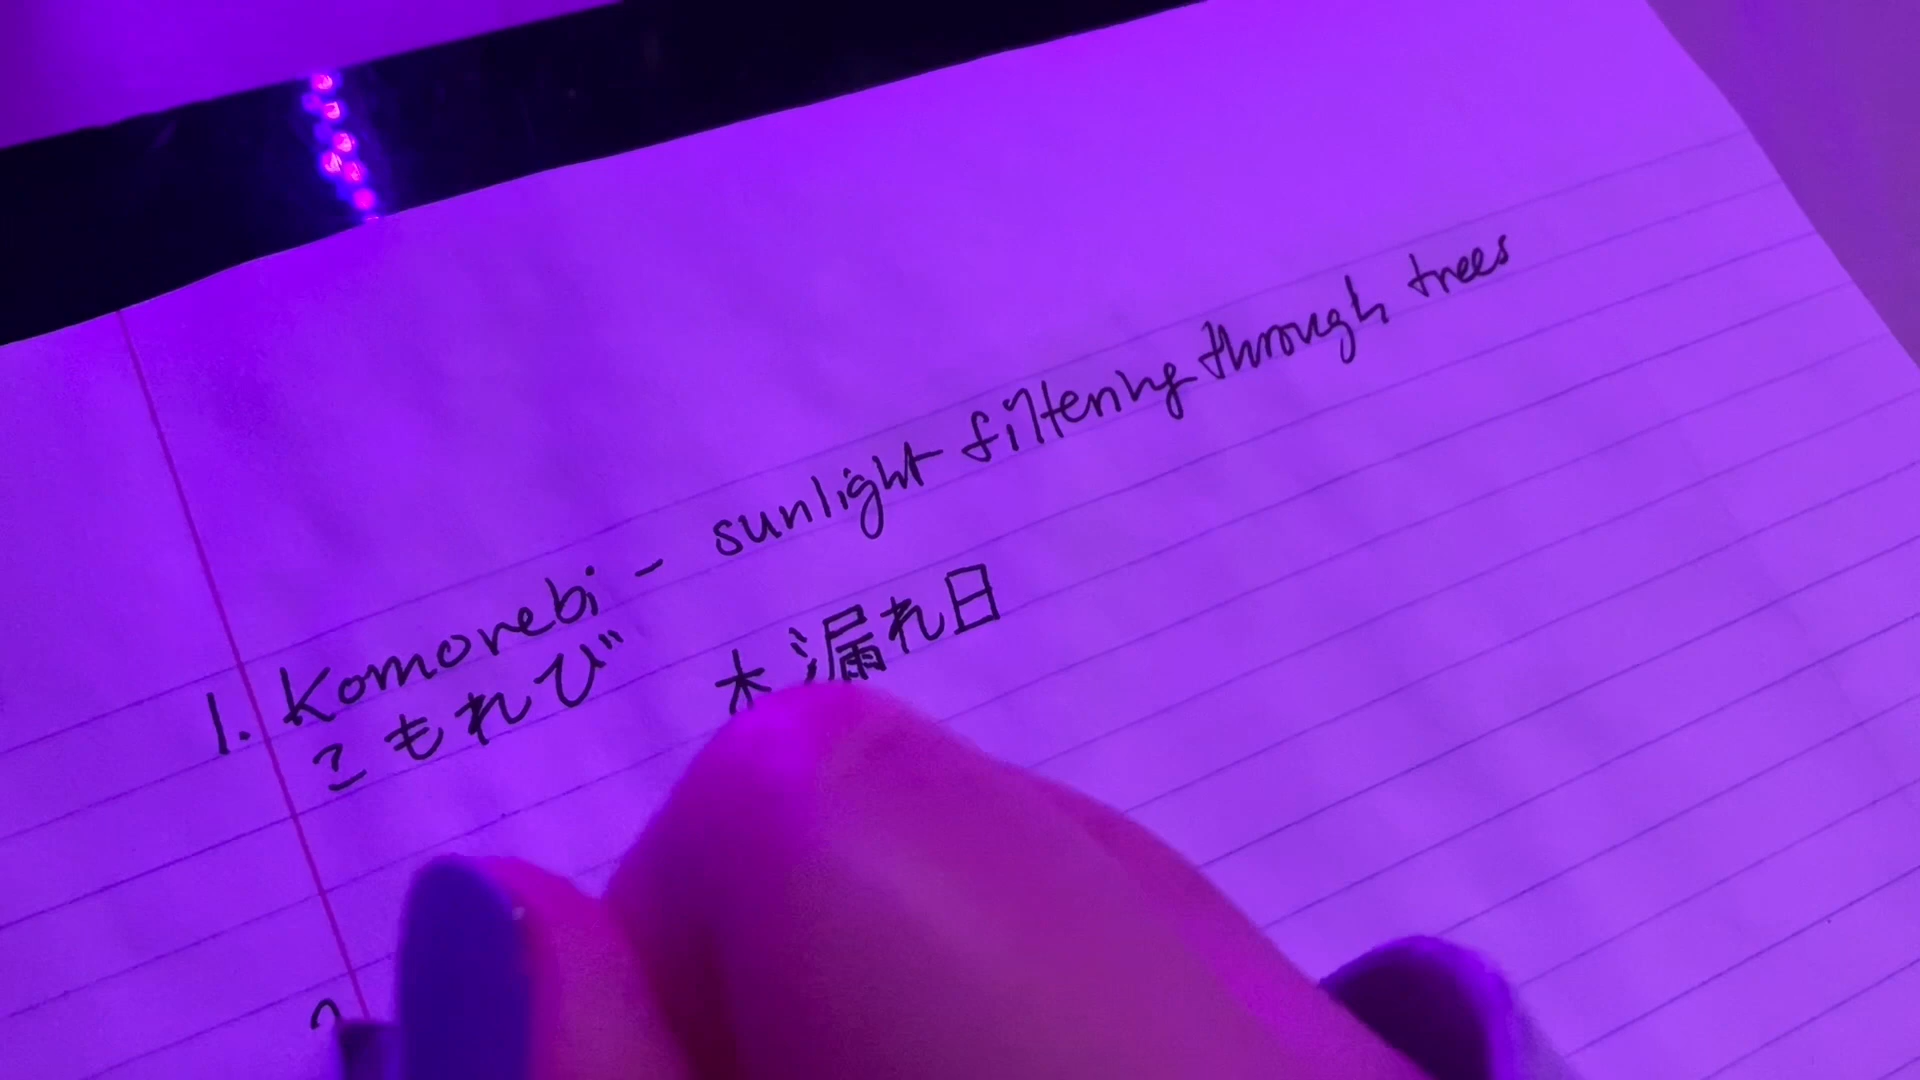 1. Komorebi - sunlight filtering through trees
こもれび 木漏れ日